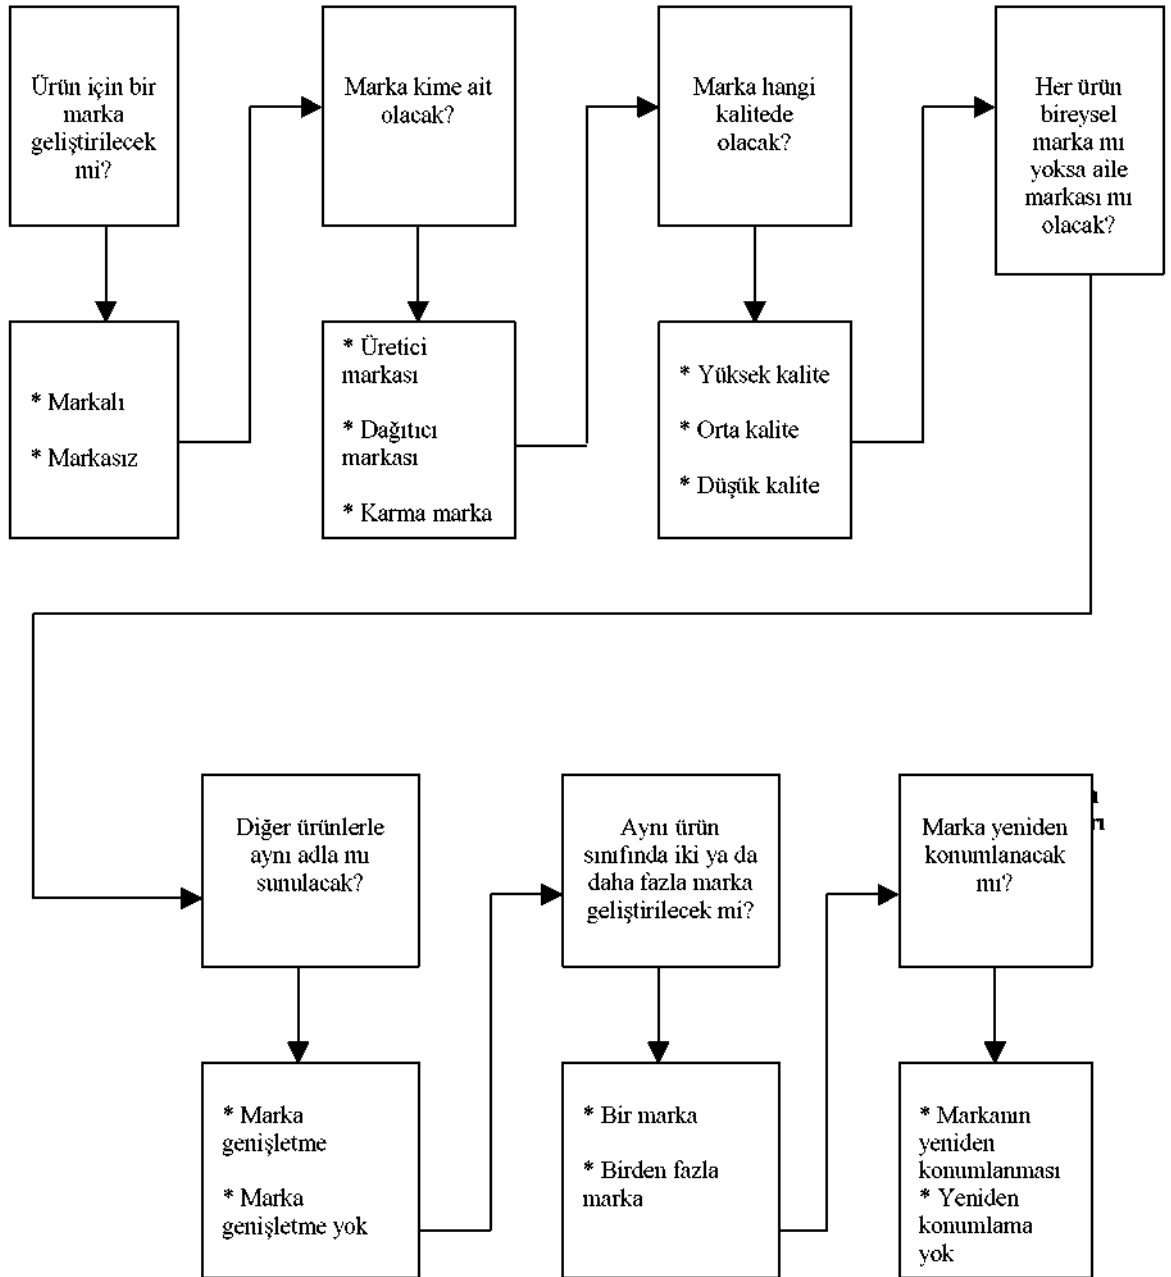 Ürün için bir
marka
geliştirilecek
mi?
Marka kime ait
olacak?
Marka hangi
kalitede
olacak?
Her ürün
bireysel
marka mı
yoksa aile
markası mı
olacak?
* Markalı
* Markasız
* Üretici
markası
* Dağıtıcı
markası
* Karma marka
* Yüksek kalite
* Orta kalite
* Düşük kalite
Diğer ürünlerle
aynı adla mı
sunulacak?
Aynı ürün
sınıfında iki ya da
daha fazla marka
geliştirilecek mi?
Marka yeniden
konumlanacak
mı?
* Marka
genişletme
* Marka
genişletme yok
* Bir marka
* Birden fazla
marka
* Markanın
yeniden
konumlanması
* Yeniden
konumlama
yok